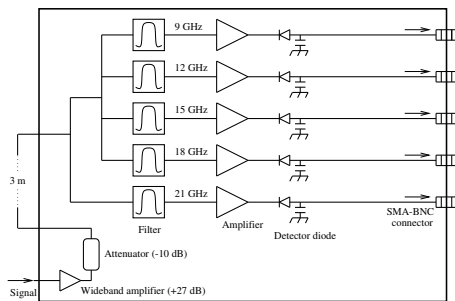 9 GHz
12 GHz
15 GHz
18 GHz
21 GHz
3 m
Filter
Amplifier
Detector diode
SMA-BNC
connector
Attenuator (-10 dB)
Signal
Wideband amplifier (+27 dB)